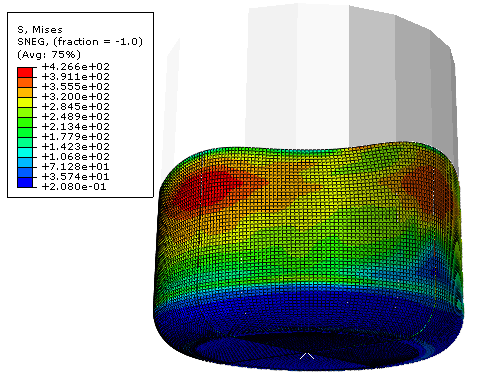 S, Mises
SNEG, (fraction = -1.0)
(Avg: 75%)
+4.266e+02
+3.911e+02
+3.555e+02
+3.200e+02
+2.845e+02
+2.489e+02
+2.134e+02
+1.779e+02
+1.423e+02
+1.068e+02
+7.128e+01
+3.574e+01
+2.080e-01